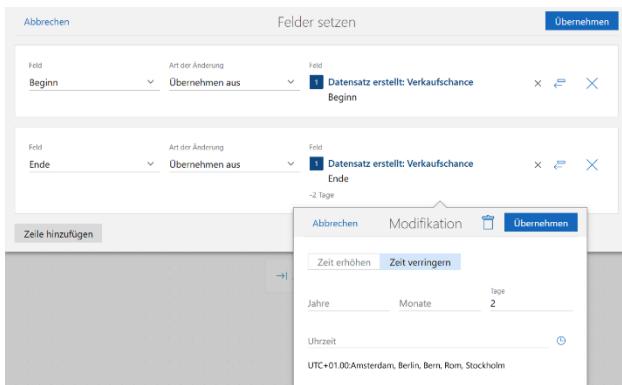 Abbrechen Felder setzen Übernehmen
Feld Art der Änderung Feld
Beginn Übernehmen aus 1 Datensatz erstellt: Verkaufschance
Beginn
Feld Art der Änderung Feld
Ende Übernehmen aus 1 Datensatz erstellt: Verkaufschance
Ende
-2 Tage
Zeile hinzufügen
Abbrechen Modifikation Übernehmen
Zeit erhöhen Zeit verringern
Tage
Jahre Monate 2
Uhrzeit
UTC+01.00:Amsterdam, Berlin, Bern, Rom, Stockholm